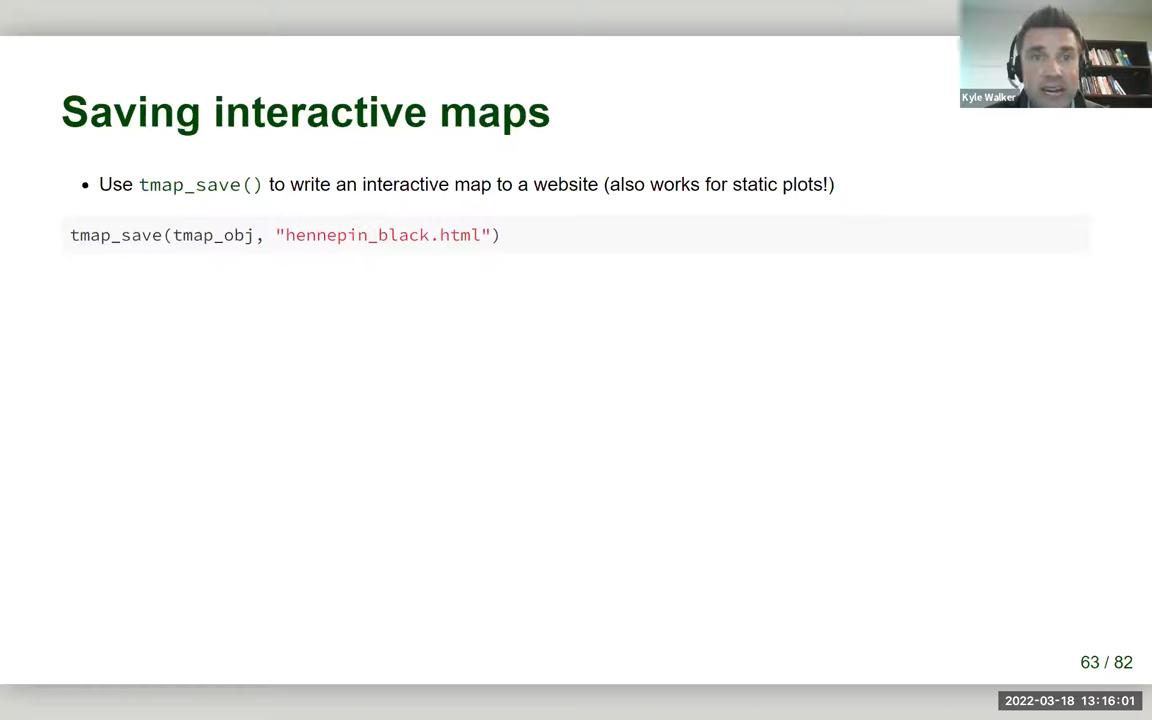 Kyle Walker
Saving interactive maps
• Use tmap_save() to write an interactive map to a website (also works for static plots!)
tmap_save(tmap_obj, "hennepin_black.html")
63 / 82
2022-03-18 13:16:01